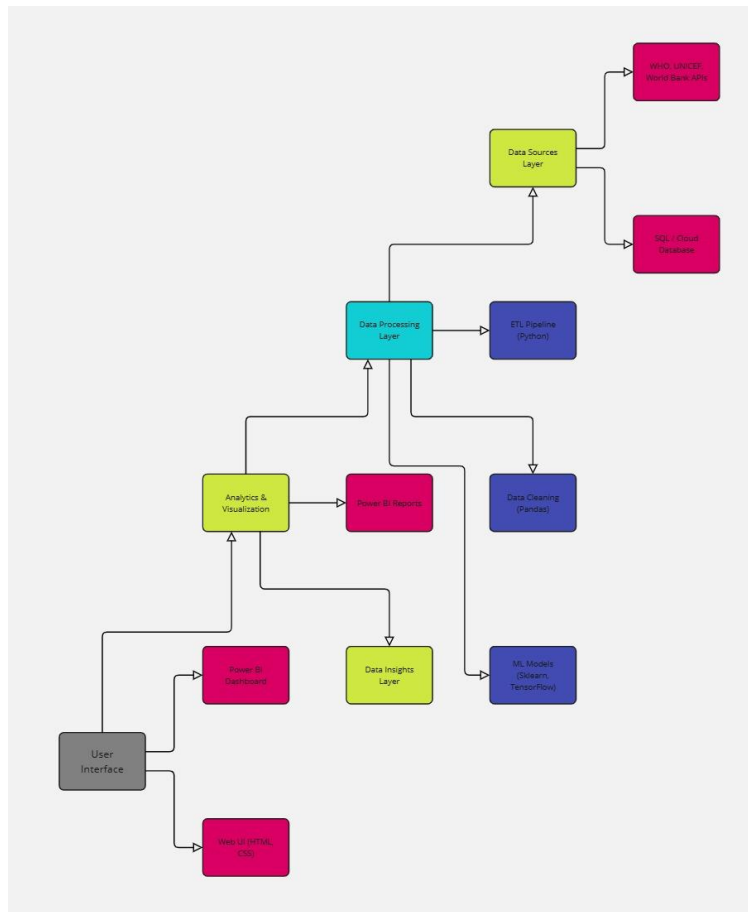 WHO, UNICEF,
World Bank APIs
Data Sources
Layer
SQL / Cloud
Database
Data Processing
Layer
ETL Pipeline
(Python)
Analytics &
Visualization
Power BI Reports
Data Cleaning
(Pandas)
Power BI
Dashboard
Data Insights
Layer
ML Models
(Sklearn,
TensorFlow)
User
Interface
Web UI (HTML,
CSS)